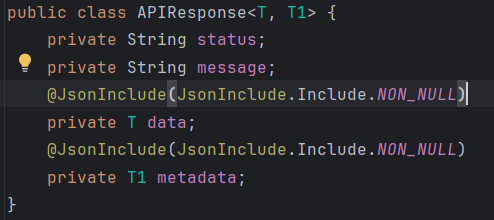 public class APIResponse<T, T1> {
    private String status;
    private String message;
    @JsonInclude(JsonInclude.Include.NON_NULL)
    private T data;
    @JsonInclude(JsonInclude.Include.NON_NULL)
    private T1 metadata;
}